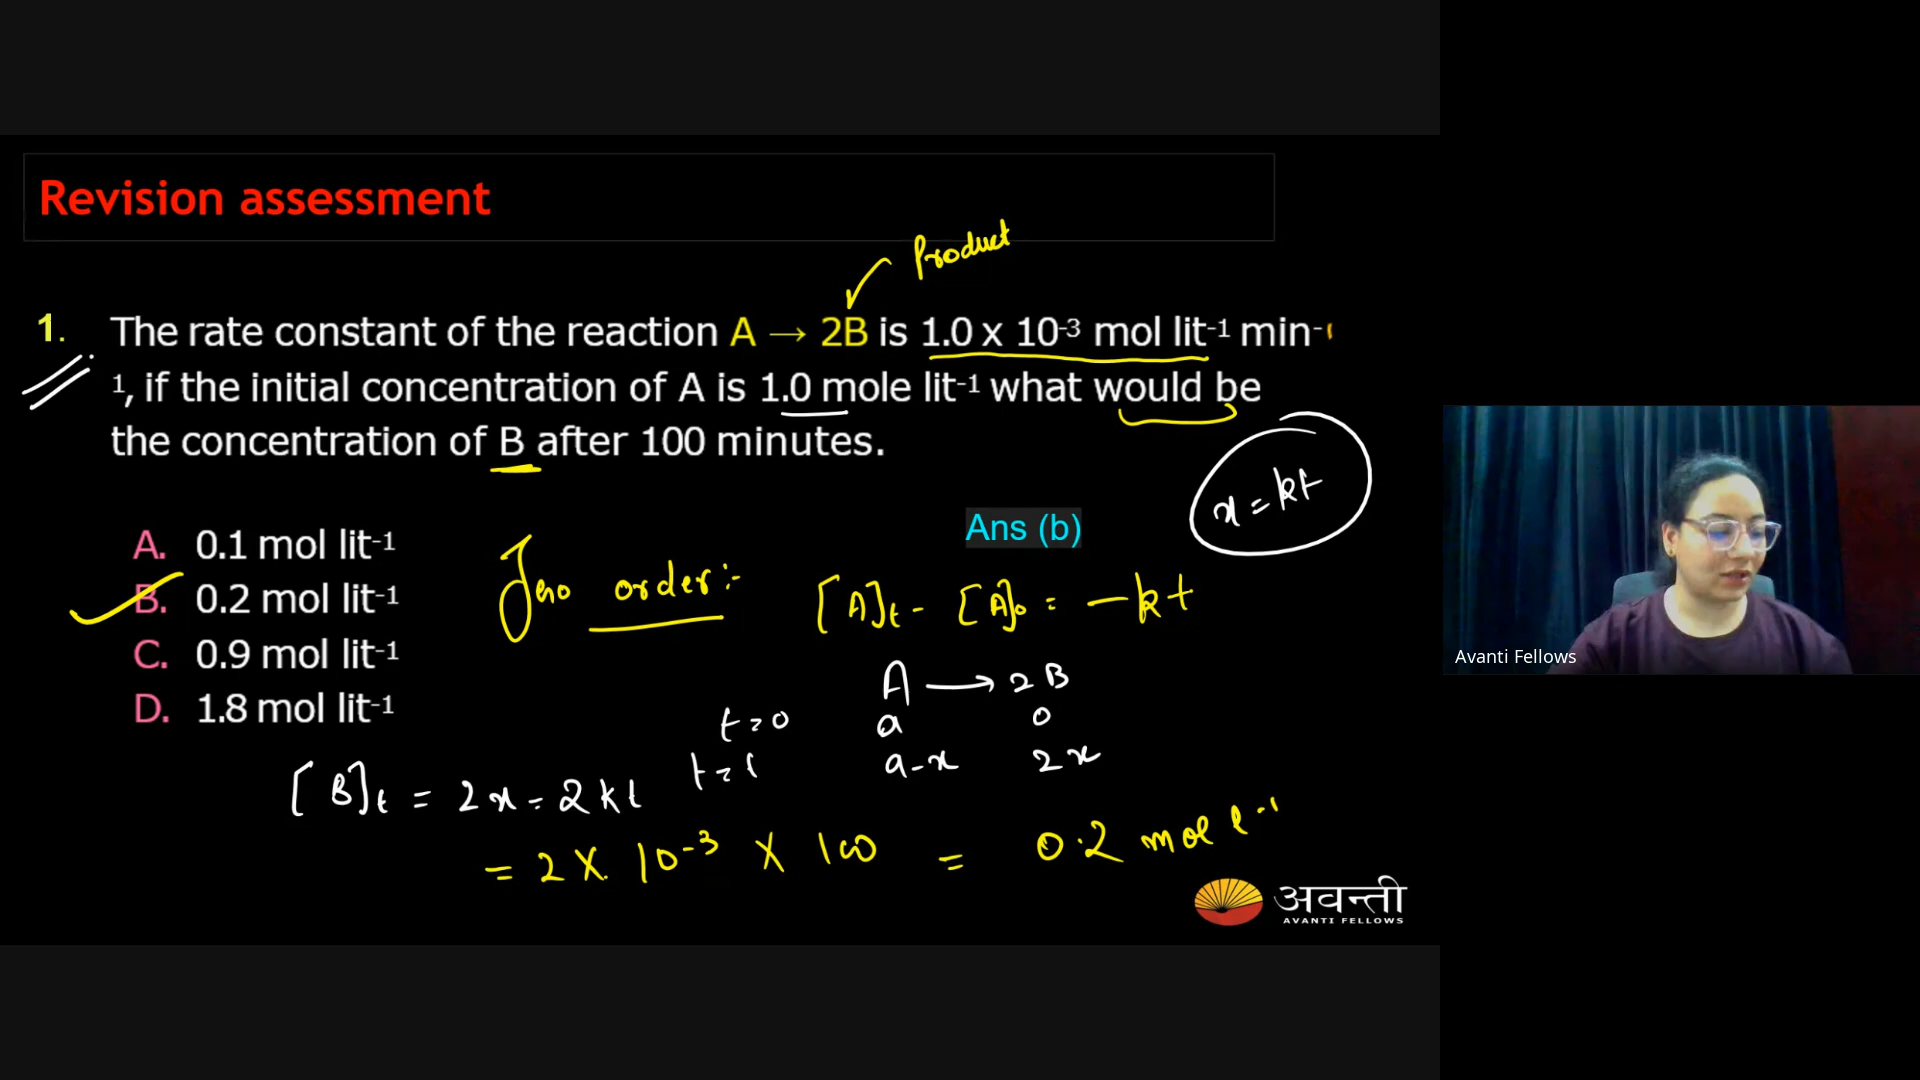 Revision assessment
Product
1. The rate constant of the reaction A → 2B is 1.0 x 10-3 mol lit-1 min-
1, if the initial concentration of A is 1.0 mole lit-1 what would be
the concentration of B after 100 minutes.
x = kt
Ans (b)
A. 0.1 mol lit-1
B. 0.2 mol lit-1
C. 0.9 mol lit-1
D. 1.8 mol lit-1
Zero order:-
[A]t - [A]0 = -kt
A → 2B
t=0 a 0
t=t a-x 2x
[B]t = 2x = 2kt
= 2 X 10-3 X 100 = 0.2 mol l-1
अवन्ती
AVANTI FELLOWS
Avanti Fellows